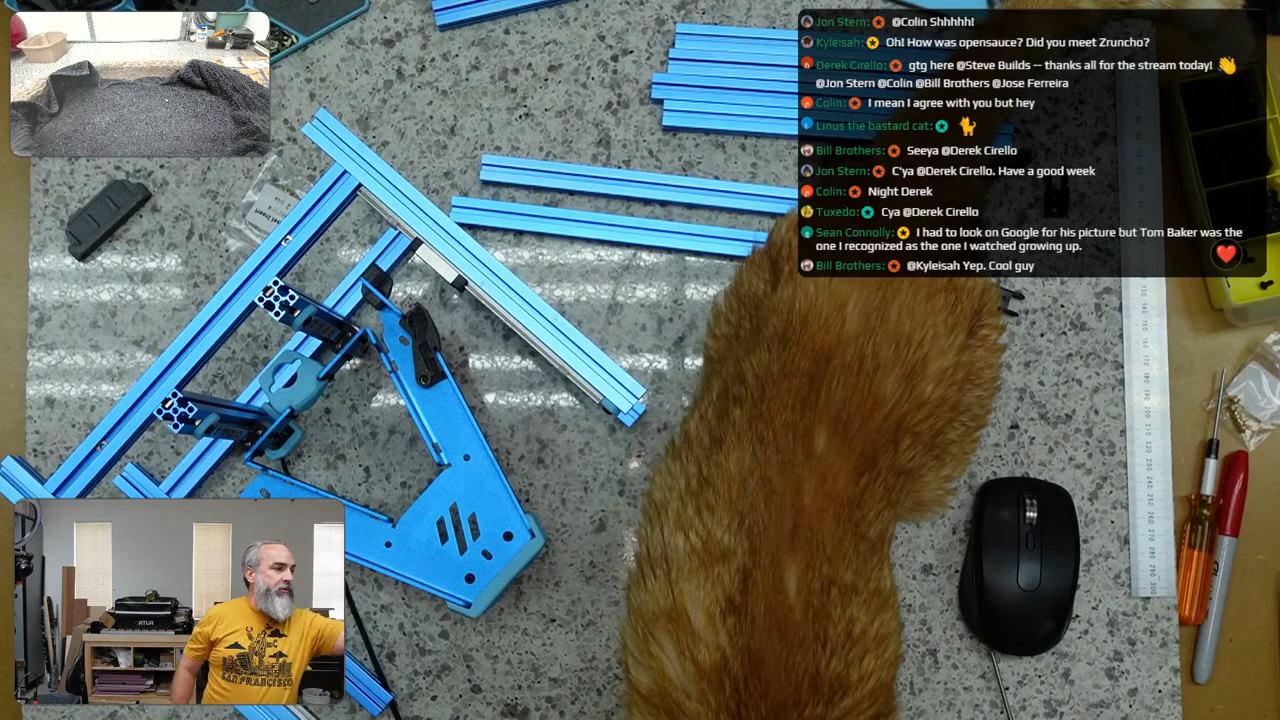 Jon Stern: @Colin Shhhhh!
Kyleisah: Oh! How was opensauce? Did you meet Zruncho?
Derek Cirello: gtg here @Steve Builds -- thanks all for the stream today! 👋
@Jon Stern @Colin @Bill Brothers @Jose Ferreira
Colin: I mean I agree with you but hey
Linus the bastard cat: 🐈
Bill Brothers: Seeya @Derek Cirello
Jon Stern: C'ya @Derek Cirello. Have a good week
Colin: Night Derek
Tuxedo: Cya @Derek Cirello
Sean Connolly: I had to look on Google for his picture but Tom Baker was the
one I recognized as the one I watched growing up.
Bill Brothers: @Kyleisah Yep. Cool guy
SAN FRANCISCO